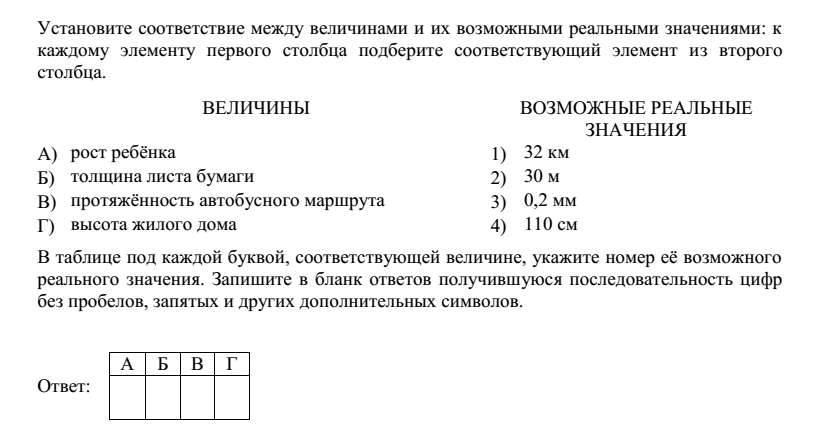 Установите соответствие между величинами и их возможными реальными значениями: к
каждому элементу первого столбца подберите соответствующий элемент из второго
столбца.
ВЕЛИЧИНЫ ВОЗМОЖНЫЕ РЕАЛЬНЫЕ
ЗНАЧЕНИЯ
А) рост ребёнка 1) 32 км
Б) толщина листа бумаги 2) 30 м
В) протяжённость автобусного маршрута 3) 0,2 мм
Г) высота жилого дома 4) 110 см
В таблице под каждой буквой, соответствующей величине, укажите номер её возможного
реального значения. Запишите в бланк ответов получившуюся последовательность цифр
без пробелов, запятых и других дополнительных символов.
А Б В Г
Ответ: